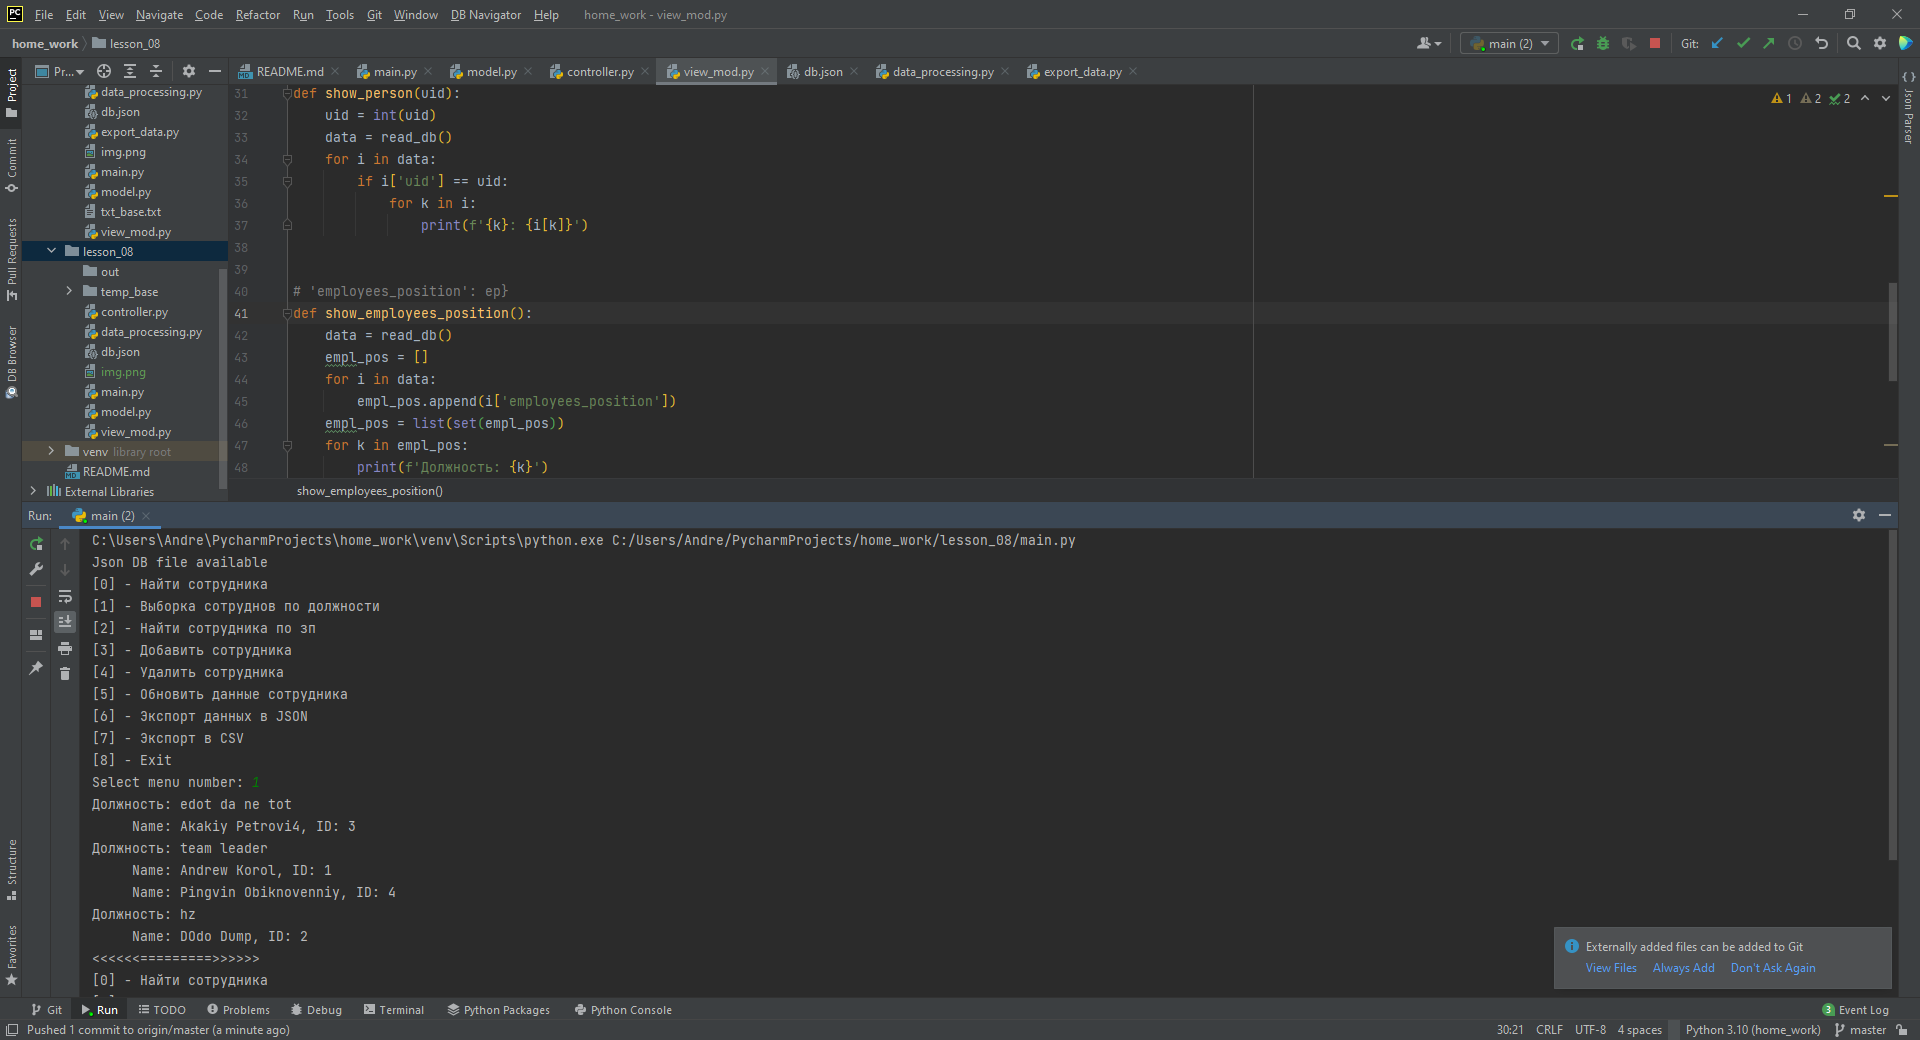 PC File Edit View Navigate Code Refactor Run Tools Git Window DB Navigator Help home_work - view_mod.py
home_work lesson_08 main (2) Git:
Project
Commit
Pull Requests
DB Browser
Structure
Favorites
Pr...
README.md main.py model.py controller.py view_mod.py db.json data_processing.py export_data.py
data_processing.py
db.json
export_data.py
img.png
main.py
model.py
txt_base.txt
view_mod.py
lesson_08
out
temp_base
controller.py
data_processing.py
db.json
img.png
main.py
model.py
view_mod.py
venv library root
README.md
External Libraries
1 2 2
Json Parser
31 def show_person(uid):
32 uid = int(uid)
33 data = read_db()
34 for i in data:
35 if i['uid'] == uid:
36 for k in i:
37 print(f'{k}: {i[k]}')
38
39
40 # 'employees_position': ep}
41 def show_employees_position():
42 data = read_db()
43 empl_pos = []
44 for i in data:
45 empl_pos.append(i['employees_position'])
46 empl_pos = list(set(empl_pos))
47 for k in empl_pos:
48 print(f'Должность: {k}')
show_employees_position()
Run: main (2)
C:\Users\Andre\PycharmProjects\home_work\venv\Scripts\python.exe C:/Users/Andre/PycharmProjects/home_work/lesson_08/main.py
Json DB file available
[0] - Найти сотрудника
[1] - Выборка сотруднов по должности
[2] - Найти сотрудника по зп
[3] - Добавить сотрудника
[4] - Удалить сотрудника
[5] - Обновить данные сотрудника
[6] - Экспорт данных в JSON
[7] - Экспорт в CSV
[8] - Exit
Select menu number: 1
Должность: edot da ne tot
Name: Akakiy Petrovi4, ID: 3
Должность: team leader
Name: Andrew Korol, ID: 1
Name: Pingvin Obiknovenniy, ID: 4
Должность: hz
Name: DOdo Dump, ID: 2
<<<<<<=========>>>>>>
[0] - Найти сотрудника
Externally added files can be added to Git
View Files Always Add Don't Ask Again
Git Run TODO Problems Debug Terminal Python Packages Python Console 3 Event Log
Pushed 1 commit to origin/master (a minute ago) 30:21 CRLF UTF-8 4 spaces Python 3.10 (home_work) master